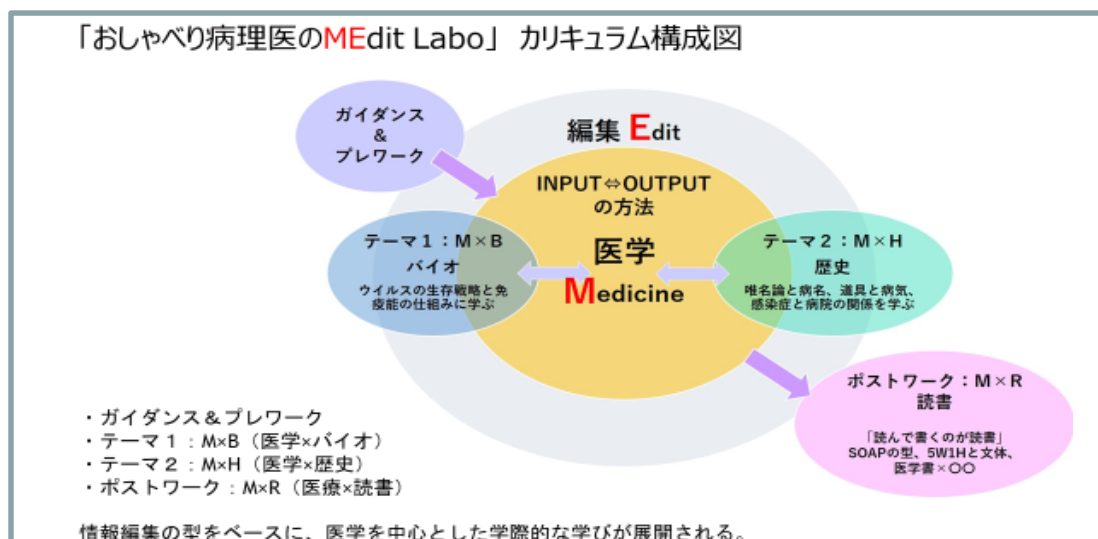 「おしゃべり病理医のMEdit Labo」 カリキュラム構成図
ガイダンス
&
プレワーク
編集 Edit
INPUT⇔OUTPUT
の方法
医学
Medicine
テーマ1：M×B
バイオ
ウイルスの生存戦略と免
疫能の仕組みに学ぶ
テーマ2：M×H
歴史
唯名論と病名、道具と病気、
感染症と病院の関係を学ぶ
ポストワーク：M×R
読書
「読んで書くのが読書」
SOAPの型、5W1Hと文体、
医学書×〇〇
・ガイダンス＆プレワーク
・テーマ1：M×B（医学×バイオ）
・テーマ2：M×H（医学×歴史）
・ポストワーク：M×R（医療×読書）
情報編集の型をベースに、医学を中心とした学際的な学びが展開される。